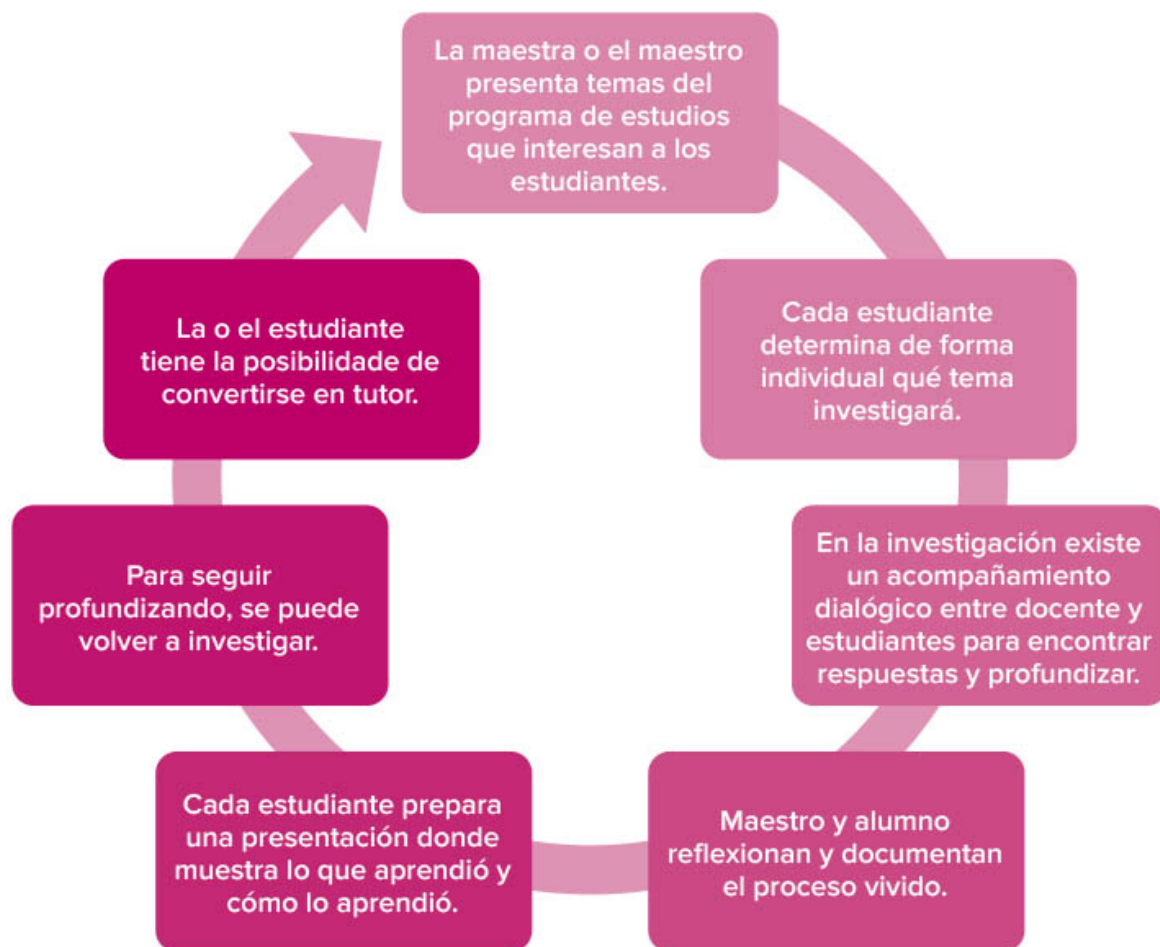 La maestra o el maestro
presenta temas del
programa de estudios
que interesan a los
estudiantes.
Cada estudiante
determina de forma
individual qué tema
investigará.
En la investigación existe
un acompañamiento
dialógico entre docente y
estudiantes para encontrar
respuestas y profundizar.
Maestro y alumno
reflexionan y documentan
el proceso vivido.
Cada estudiante prepara
una presentación donde
muestra lo que aprendió y
cómo lo aprendió.
Para seguir
profundizando, se puede
volver a investigar.
La o el estudiante
tiene la posibilidade de
convertirse en tutor.